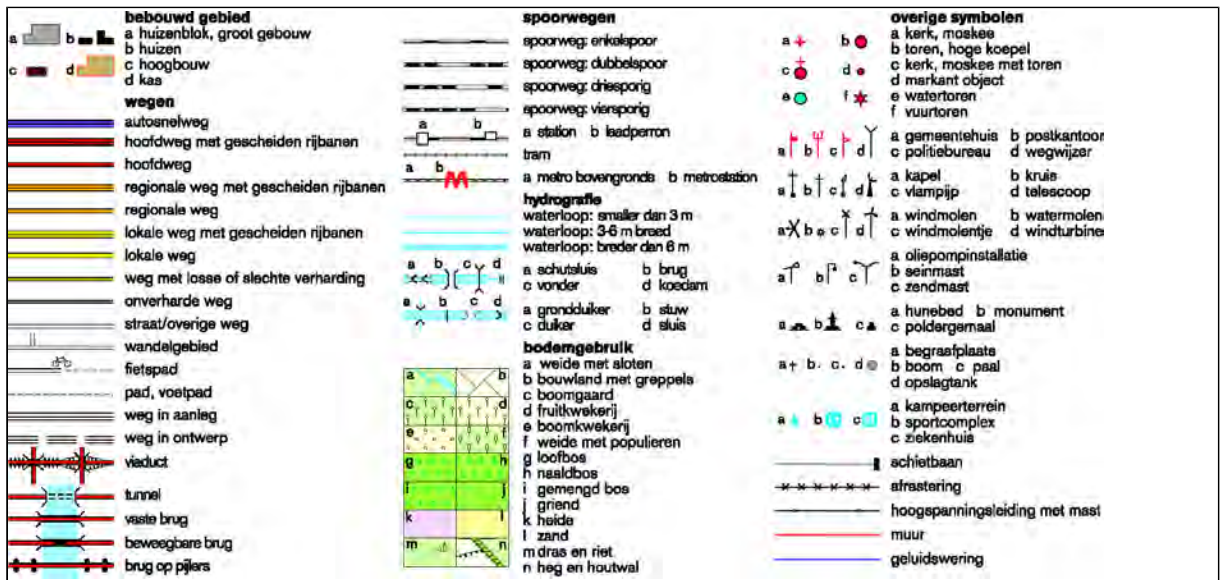 bebouwd gebied
a b
a huizenblok, groot gebouw
b huizen
c d
c hoogbouw
d kas
wegen
autosnelweg
hoofdweg met gescheiden rijbanen
hoofdweg
regionale weg met gescheiden rijbanen
regionale weg
lokale weg met gescheiden rijbanen
lokale weg
weg met losse of slechte verharding
onverharde weg
straat/overige weg
wandelgebied
fietspad
pad, voetpad
weg in aanleg
weg in ontwerp
viaduct
tunnel
vaste brug
beweegbare brug
brug op pijlers
spoorwegen
spoorweg: enkelspoor
spoorweg: dubbelspoor
spoorweg: driesporig
spoorweg: viersporig
a b
a station b laadperron
tram
a b
M
a metro bovengronds b metrostation
hydrografie
waterloop: smaller dan 3 m
waterloop: 3-6 m breed
waterloop: breder dan 6 m
a b c d
a schutsluis b brug
c vonder d koedam
a b c d
a grondduiker b stuw
c duiker d sluis
bodemgebruik
a b
a weide met sloten
b bouwland met greppels
c d
c boomgaard
d fruitkwekerij
e f
e boomkwekerij
f weide met populieren
g h
g loofbos
h naaldbos
i j
i gemengd bos
j griend
k l
k heide
l zand
m n
m dras en riet
n heg en houtwal
overige symbolen
a b
a kerk, moskee
b toren, hoge koepel
c d
c kerk, moskee met toren
d markant object
e f
e watertoren
f vuurtoren
a b c d
a gemeentehuis b postkantoor
c politiebureau d wegwijzer
a b c d
a kapel b kruis
c vlampijp d telescoop
a b c d
a windmolen b watermolen
c windmolentje d windturbine
a b c
a oliepompinstallatie
b seinmast
c zendmast
a b c
a hunebed b monument
c poldergemaal
a b c d
a begraafplaats
b boom c paal
d opslagtank
a b c
a kampeerterrein
b sportcomplex
c ziekenhuis
schietbaan
afrastering
hoogspanningsleiding met mast
muur
geluidswering